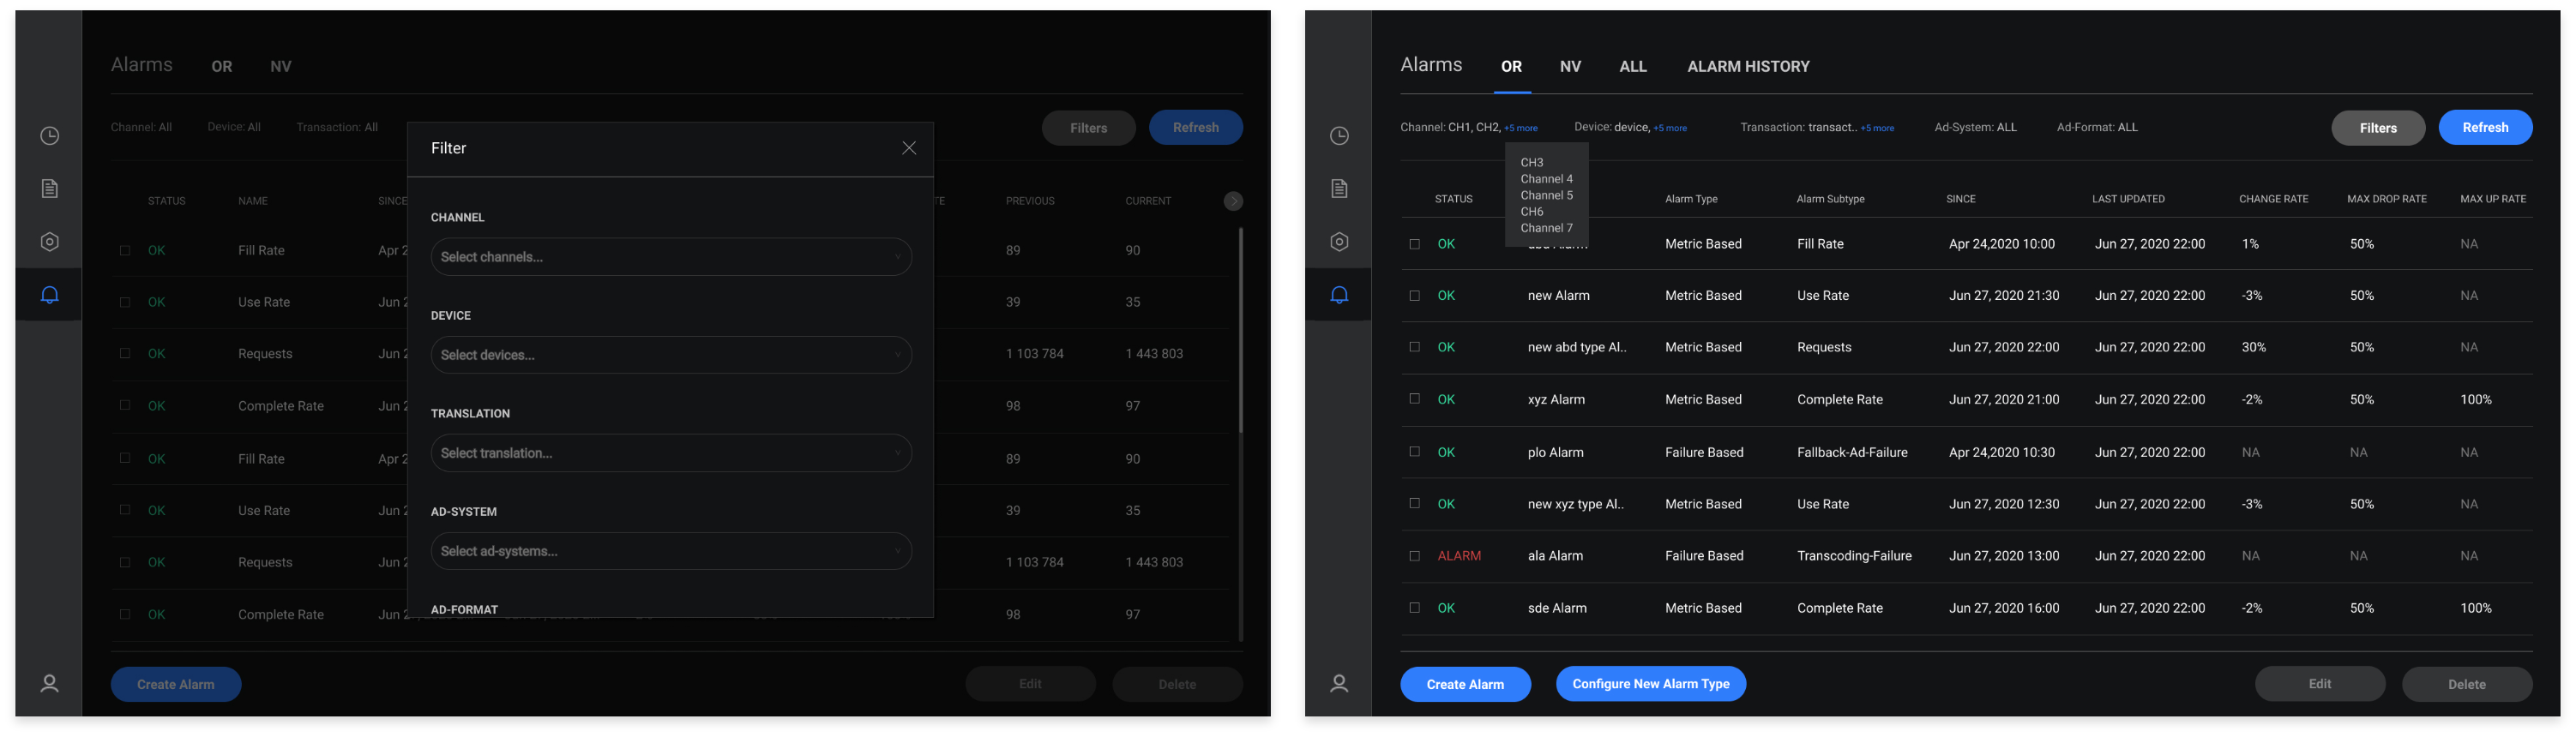 Alarms OR NV
Channel: All Device: All Transaction: All Filters Refresh
STATUS NAME SINCE TE PREVIOUS CURRENT
OK Fill Rate Apr 2 89 90
OK Use Rate Jun 2 39 35
OK Requests Jun 2 1 103 784 1 443 803
OK Complete Rate Jun 2 98 97
OK Fill Rate Apr 2 89 90
OK Use Rate Jun 2 39 35
OK Requests Jun 2 1 103 784 1 443 803
OK Complete Rate Jun 2 98 97
Create Alarm Edit Delete
Filter
CHANNEL
Select channels...
DEVICE
Select devices...
TRANSLATION
Select translation...
AD-SYSTEM
Select ad-systems...
AD-FORMAT
Alarms OR NV ALL ALARM HISTORY
Channel: CH1, CH2, +5 more Device: device, +5 more Transaction: transact.. +5 more Ad-System: ALL Ad-Format: ALL Filters Refresh
CH3
Channel 4
Channel 5
CH6
Channel 7
STATUS Alarm Type Alarm Subtype SINCE LAST UPDATED CHANGE RATE MAX DROP RATE MAX UP RATE
OK Metric Based Fill Rate Apr 24,2020 10:00 Jun 27, 2020 22:00 1% 50% NA
OK new Alarm Metric Based Use Rate Jun 27, 2020 21:30 Jun 27, 2020 22:00 -3% 50% NA
OK new abd type Al.. Metric Based Requests Jun 27, 2020 22:00 Jun 27, 2020 22:00 30% 50% NA
OK xyz Alarm Metric Based Complete Rate Jun 27, 2020 21:00 Jun 27, 2020 22:00 -2% 50% 100%
OK plo Alarm Failure Based Fallback-Ad-Failure Apr 24,2020 10:30 Jun 27, 2020 22:00 NA NA NA
OK new xyz type Al.. Metric Based Use Rate Jun 27, 2020 12:30 Jun 27, 2020 22:00 -3% 50% NA
ALARM ala Alarm Failure Based Transcoding-Failure Jun 27, 2020 13:00 Jun 27, 2020 22:00 NA NA NA
OK sde Alarm Metric Based Complete Rate Jun 27, 2020 16:00 Jun 27, 2020 22:00 -2% 50% 100%
Create Alarm Configure New Alarm Type Edit Delete